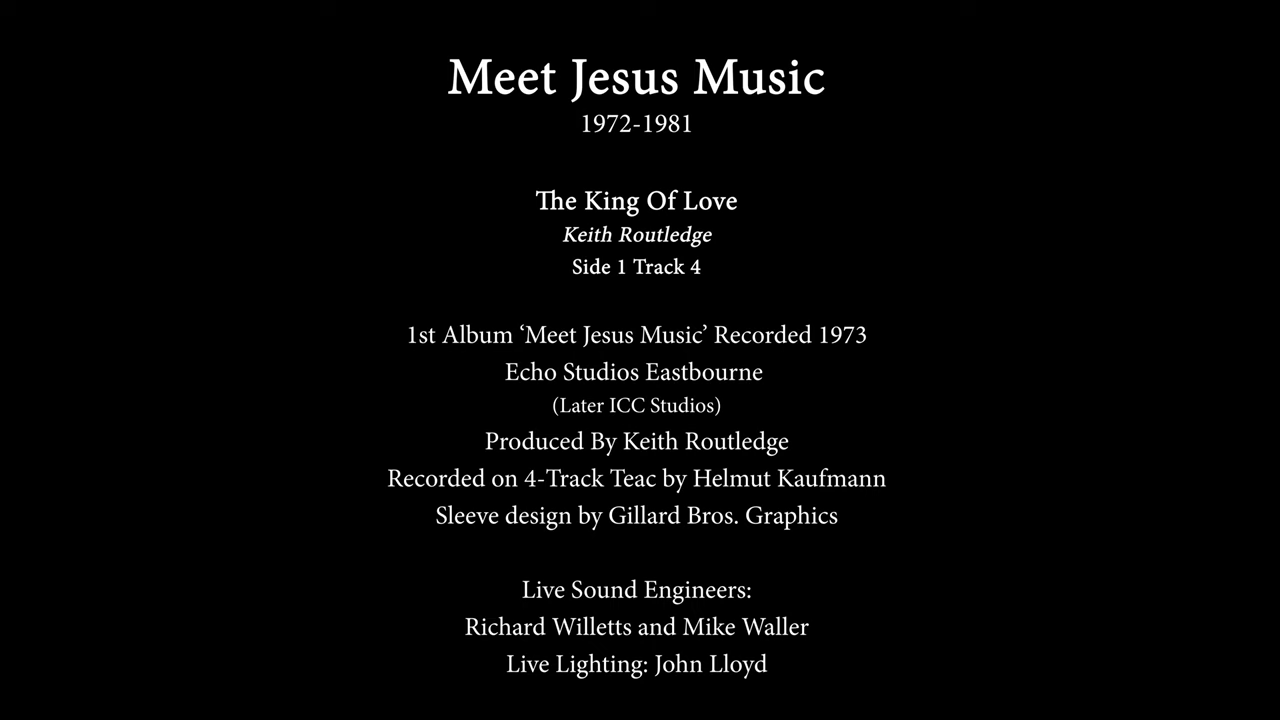 Meet Jesus Music
1972-1981
The King Of Love
Keith Routledge
Side 1 Track 4
1st Album ‘Meet Jesus Music’ Recorded 1973
Echo Studios Eastbourne
(Later ICC Studios)
Produced By Keith Routledge
Recorded on 4-Track Teac by Helmut Kaufmann
Sleeve design by Gillard Bros. Graphics
Live Sound Engineers:
Richard Willetts and Mike Waller
Live Lighting: John Lloyd